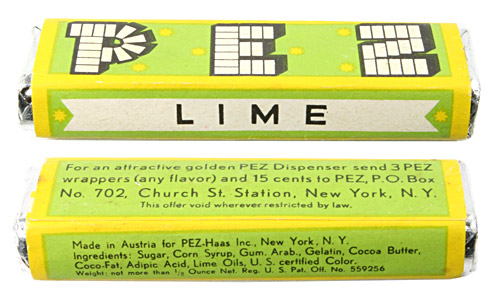 PEZ
LIME
For an attractive golden PEZ Dispenser send 3 PEZ
wrappers (any flavor) and 15 cents to PEZ, P.O. Box
No. 702, Church St. Station, New York, N.Y.
This offer void wherever restricted by law.
Made in Austria for PEZ-Haas Inc., New York, N. Y.
Ingredients: Sugar, Corn Syrup, Gum. Arab., Gelatin, Cocoa Butter,
Coco-Fat, Adipic Acid, Lime Oils, U. S. certified Color.
Weight: not more than 1/3 Ounce Net. Reg. U. S. Pat. Off. No. 559256